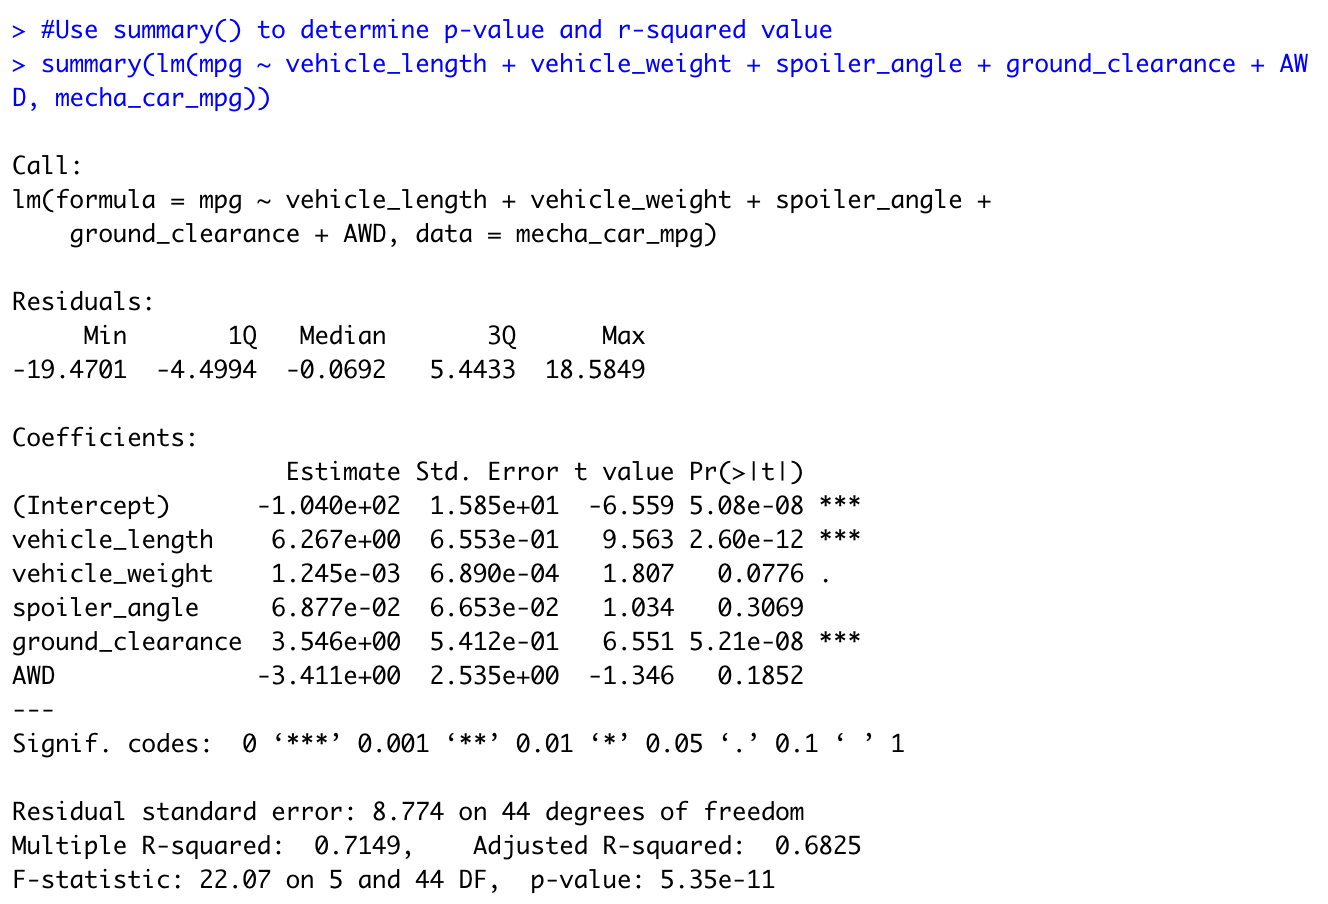 > #Use summary() to determine p-value and r-squared value
> summary(lm(mpg ~ vehicle_length + vehicle_weight + spoiler_angle + ground_clearance + AW
D, mecha_car_mpg))

Call:
lm(formula = mpg ~ vehicle_length + vehicle_weight + spoiler_angle +
    ground_clearance + AWD, data = mecha_car_mpg)

Residuals:
     Min       1Q   Median       3Q      Max
-19.4701  -4.4994  -0.0692   5.4433  18.5849

Coefficients:
                   Estimate Std. Error t value Pr(>|t|)
(Intercept)      -1.040e+02  1.585e+01  -6.559 5.08e-08 ***
vehicle_length    6.267e+00  6.553e-01   9.563 2.60e-12 ***
vehicle_weight    1.245e-03  6.890e-04   1.807   0.0776 .
spoiler_angle     6.877e-02  6.653e-02   1.034   0.3069
ground_clearance  3.546e+00  5.412e-01   6.551 5.21e-08 ***
AWD              -3.411e+00  2.535e+00  -1.346   0.1852
---
Signif. codes:  0 ‘***’ 0.001 ‘**’ 0.01 ‘*’ 0.05 ‘.’ 0.1 ‘ ’ 1

Residual standard error: 8.774 on 44 degrees of freedom
Multiple R-squared:  0.7149,    Adjusted R-squared:  0.6825
F-statistic: 22.07 on 5 and 44 DF,  p-value: 5.35e-11